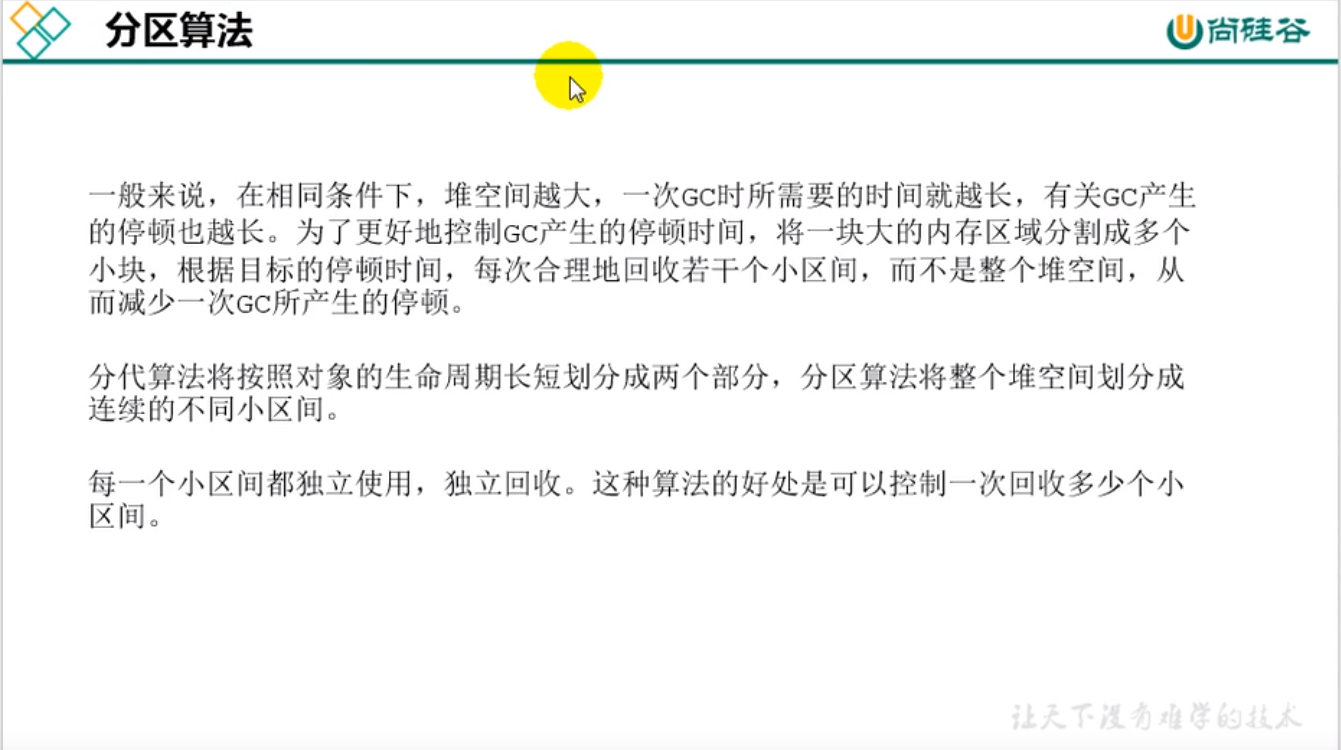 分区算法
尚硅谷
一般来说，在相同条件下，堆空间越大，一次GC时所需要的时间就越长，有关GC产生
的停顿也越长。为了更好地控制GC产生的停顿时间，将一块大的内存区域分割成多个
小块，根据目标的停顿时间，每次合理地回收若干个小区间，而不是整个堆空间，从
而减少一次GC所产生的停顿。
分代算法将按照对象的生命周期长短划分成两个部分，分区算法将整个堆空间划分成
连续的不同小区间。
每一个小区间都独立使用，独立回收。这种算法的好处是可以控制一次回收多少个小
区间。
让天下没有难学的技术